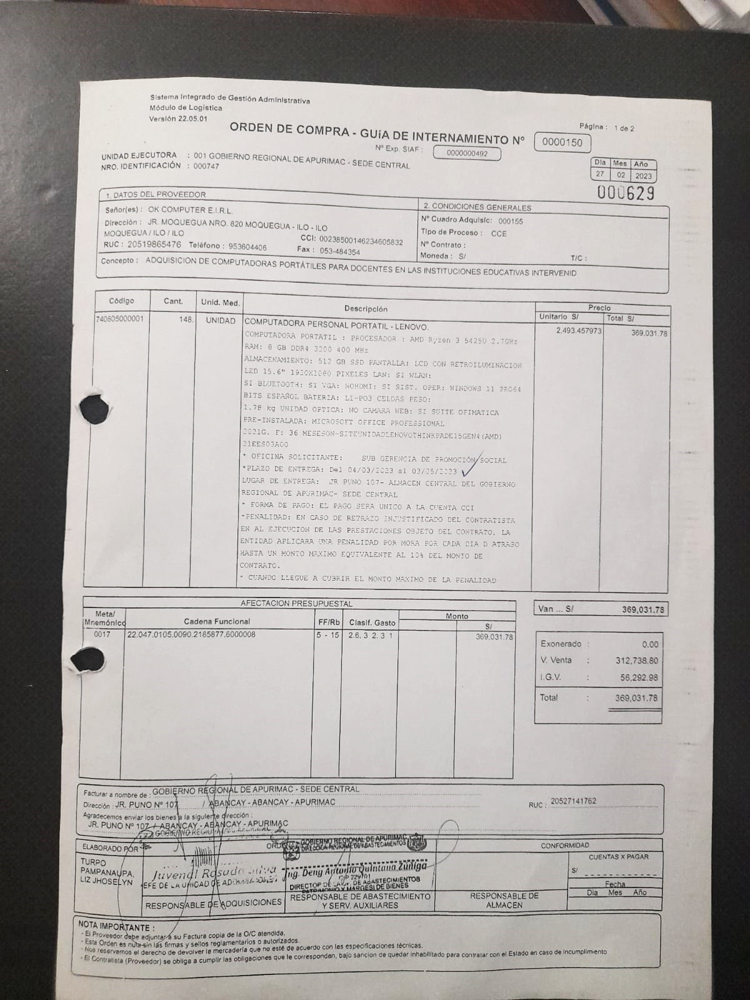 Sistema Integrado de Gestión Administrativa
Módulo de Logística
Versión 22.05.01
Página : 1 de 2
ORDEN DE COMPRA - GUíA DE INTERNAMIENTO Nº 0000150
Nº Exp. SIAF : 0000000492
UNIDAD EJECUTORA : 001 GOBIERNO REGIONAL DE APURIMAC - SEDE CENTRAL
NRO. IDENTIFICACIÓN : 000747
Dia Mes Año
27 02 2023
000629
1. DATOS DEL PROVEEDOR
Señor(es) : OK COMPUTER E.I.R.L.
Dirección : JR. MOQUEGUA NRO. 820 MOQUEGUA - ILO - ILO
MOQUEGUA / ILO / ILO
CCI: 00238500146234605832
RUC : 20519865476 Teléfono : 953604406 Fax : 053-484354
2. CONDICIONES GENERALES
Nº Cuadro Adquisic: 000155
Tipo de Proceso : CCE
Nº Contrato :
Moneda : S/ T/C :
Concepto : ADQUISICION DE COMPUTADORAS PORTÁTILES PARA DOCENTES EN LAS INSTITUCIONES EDUCATIVAS INTERVENID
Código Cant. Unid. Med. Descripción Precio
Unitario S/ Total S/
740805000001 148. UNIDAD COMPUTADORA PERSONAL PORTATIL - LENOVO. 2,493.457973 369,031.78
COMPUTADORA PORTATIL : PROCESADOR : AMD Ryzen 3 5425U 2.7GHz
RAM: 8 GB DDR4 3200 400 MHz
ALMACENAMIENTO: 512 GB SSD PANTALLA: LCD CON RETROILUMINACION
LED 15.6" 1920X1080 PIXELES LAN: SI WLAN:
SI BLUETOOTH: SI VGA: NOHDMI: SI SIST. OPER: WINDOWS 11 PRO64
BITS ESPAÑOL BATERIA: LI-PO3 CELDAS PESO:
1.78 kg UNIDAD OPTICA: NO CAMARA WEB: SI SUITE OFIMATICA
PRE-INSTALADA: MICROSOFT OFFICE PROFESSIONAL
2021G. F: 36 MESESON-SITEUNIDADLENOVOTHINKPADE15GEN4(AMD)
21EES03A00
* OFICINA SOLICITANTE: SUB GERENCIA DE PROMOCIÓN SOCIAL
*PLAZO DE ENTREGA: Del 04/03/2023 al 03/05/2023
LUGAR DE ENTREGA: JR PUNO 107- ALMACEN CENTRAL DEL GOBIERNO
REGIONAL DE APURIMAC- SEDE CENTRAL
* FORMA DE PAGO: EL PAGO SERA UNICO A LA CUENTA CCI
*PENALIDAD: EN CASO DE RETRAZO INJUSTIFICADO DEL CONTRATISTA
EN AL EJECUCION DE LAS PRESTACIONES OBJETO DEL CONTRATO, LA
ENTIDAD APLICARA UNA PENALIDAD POR MORA POR CADA DIA D ATRASO
HASTA UN MONTO MAXIMO EQUIVALENTE AL 10% DEL MONTO DE
CONTRATO.
* CUANDO LLEGUE A CUBRIR EL MONTO MAXIMO DE LA PENALIDAD
AFECTACION PRESUPUESTAL
Meta/ Mnemónico Cadena Funcional FF/Rb Clasif. Gasto Monto
S/
0017 22.047.0105.0090.2185877.6000008 5 - 15 2.6. 3 2. 3 1 369,031.78
Van ... S/ 369,031.78
Exonerado : 0.00
V. Venta : 312,738.80
I.G.V. : 56,292.98
Total : 369,031.78
Facturar a nombre de : GOBIERNO REGIONAL DE APURIMAC - SEDE CENTRAL
Dirección : JR. PUNO Nº 107 / ABANCAY - ABANCAY - APURIMAC RUC : 20527141762
Agradecemos enviar los bienes a la siguiente dirección :
JR. PUNO Nº 107 / ABANCAY - ABANCAY - APURIMAC
ELABORADO POR
TURPO
PAMPANAUPA,
LIZ JHOSELYN
GOBIERNO REGIONAL DE APURIMAC
DIRECCION REGIONAL DE ABASTECIMIENTOS
Ing. Deny Antonio Quintana Zúñiga
DE ABASTECIMIENTOS
PATRIMONIO Y MARGESI DE BIENES
RESPONSABLE DE ADQUISICIONES
RESPONSABLE DE ABASTECIMIENTO
Y SERV. AUXILIARES
CONFORMIDAD
RESPONSABLE DE
ALMACEN
CUENTAS X PAGAR
S/
Fecha
Dia Mes Año
NOTA IMPORTANTE :
- El Proveedor debe adjuntar a su Factura copia de la O/C atendida.
- Esta Orden es nula sin las firmas y sellos reglamentarios o autorizados.
- Nos reservamos el derecho de devolver la mercadería que no esté de acuerdo con las especificaciones técnicas.
- El Contratista (Proveedor) se obliga a cumplir las obligaciones que le corresponden, bajo sancion de quedar inhabilitado para contratar con el Estado en caso de incumplimiento